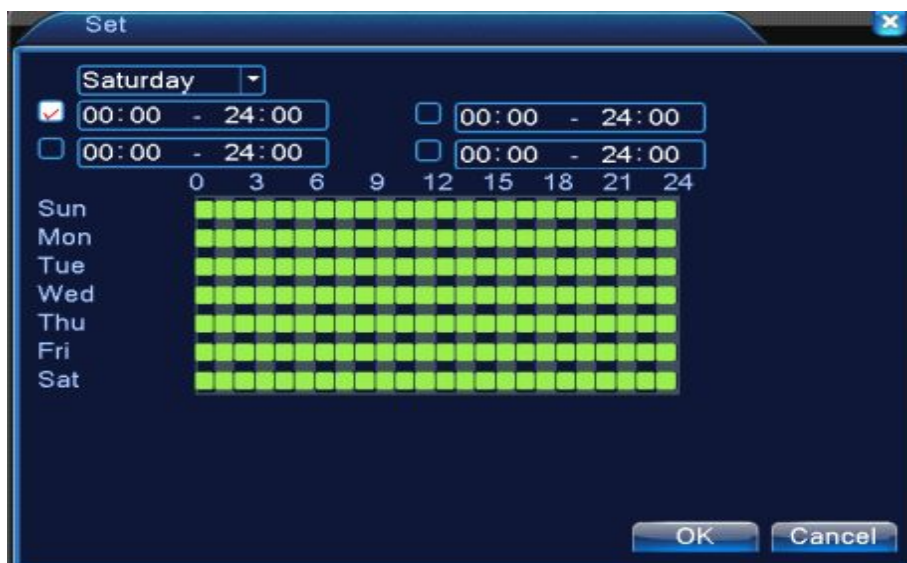 Set
Saturday
00:00 - 24:00 00:00 - 24:00
00:00 - 24:00 00:00 - 24:00
0 3 6 9 12 15 18 21 24
Sun
Mon
Tue
Wed
Thu
Fri
Sat
OK Cancel